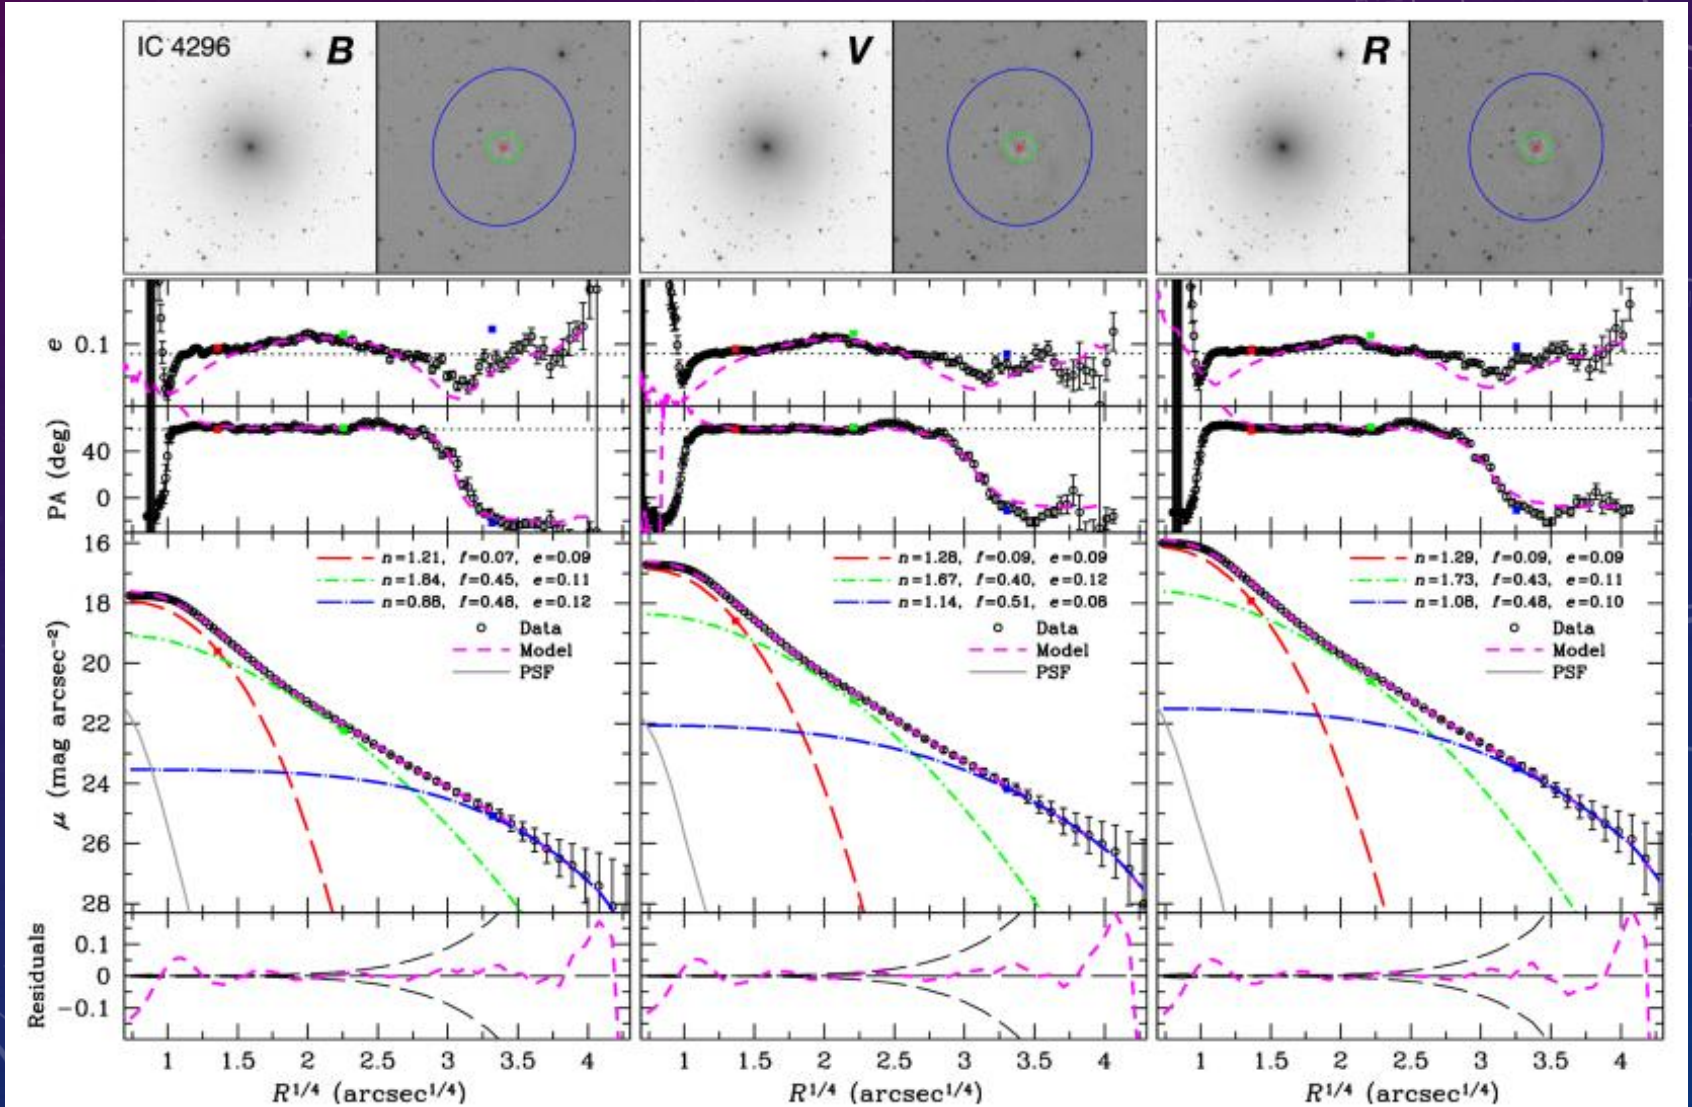 IC 4296 B
V
R
e 0.1
PA (deg)
40
0
n=1.21, f=0.07, e=0.09
n=1.84, f=0.45, e=0.11
n=0.88, f=0.48, e=0.12
Data
Model
PSF
n=1.28, f=0.09, e=0.09
n=1.67, f=0.40, e=0.12
n=1.14, f=0.51, e=0.08
Data
Model
PSF
n=1.29, f=0.09, e=0.09
n=1.73, f=0.43, e=0.11
n=1.08, f=0.48, e=0.10
Data
Model
PSF
μ (mag arcsec⁻²)
16
18
20
22
24
26
28
Residuals
0.1
0
−0.1
1 1.5 2 2.5 3 3.5 4
R^1/4 (arcsec^1/4)
1 1.5 2 2.5 3 3.5 4
R^1/4 (arcsec^1/4)
1 1.5 2 2.5 3 3.5 4
R^1/4 (arcsec^1/4)